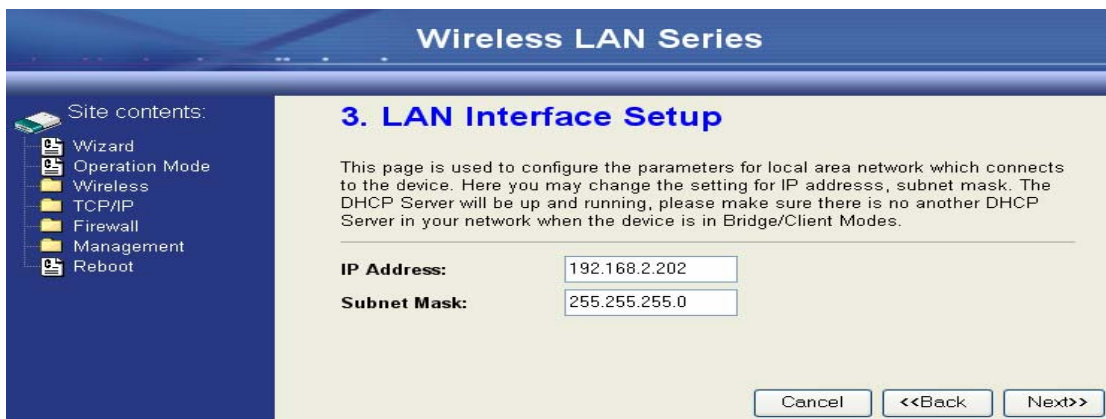 Wireless LAN Series
Site contents:
Wizard
Operation Mode
Wireless
TCP/IP
Firewall
Management
Reboot
3. LAN Interface Setup
This page is used to configure the parameters for local area network which connects
to the device. Here you may change the setting for IP addresss, subnet mask. The
DHCP Server will be up and running, please make sure there is no another DHCP
Server in your network when the device is in Bridge/Client Modes.
IP Address: 192.168.2.202
Subnet Mask: 255.255.255.0
Cancel <<Back Next>>